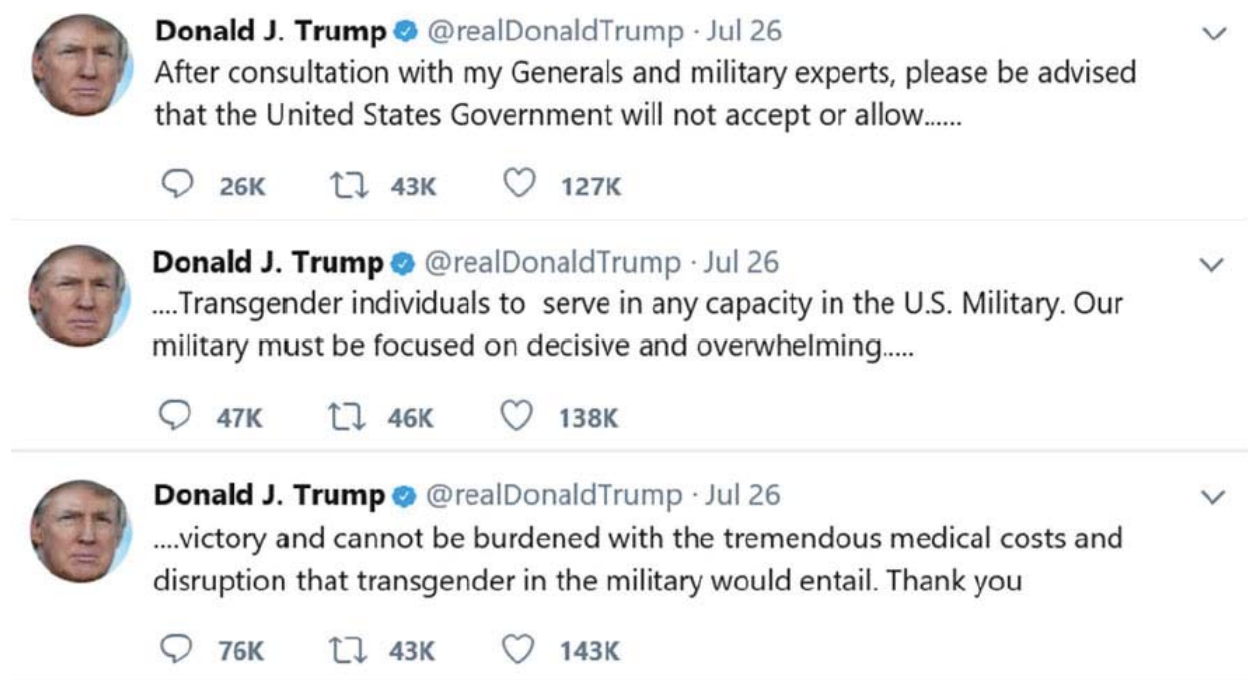 Donald J. Trump @realDonaldTrump · Jul 26
After consultation with my Generals and military experts, please be advised
that the United States Government will not accept or allow......
26K 43K 127K
Donald J. Trump @realDonaldTrump · Jul 26
....Transgender individuals to  serve in any capacity in the U.S. Military. Our
military must be focused on decisive and overwhelming.....
47K 46K 138K
Donald J. Trump @realDonaldTrump · Jul 26
....victory and cannot be burdened with the tremendous medical costs and
disruption that transgender in the military would entail. Thank you
76K 43K 143K